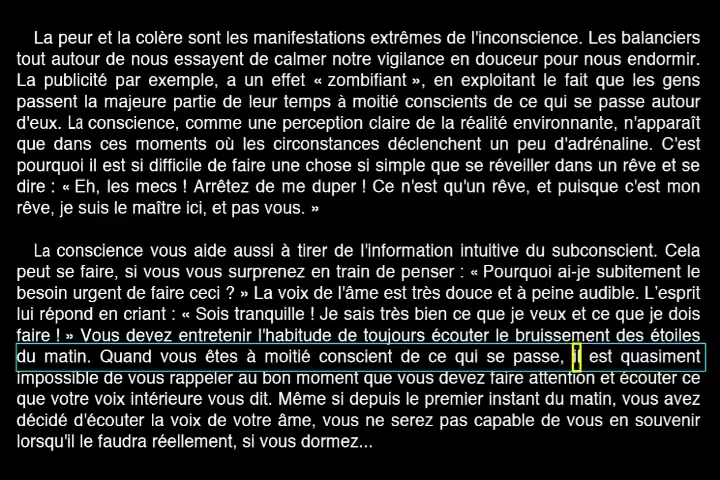 La peur et la colère sont les manifestations extrêmes de l'inconscience. Les balanciers
tout autour de nous essayent de calmer notre vigilance en douceur pour nous endormir.
La publicité par exemple, a un effet « zombifiant », en exploitant le fait que les gens
passent la majeure partie de leur temps à moitié conscients de ce qui se passe autour
d'eux. La conscience, comme une perception claire de la réalité environnante, n'apparaît
que dans ces moments où les circonstances déclenchent un peu d'adrénaline. C'est
pourquoi il est si difficile de faire une chose si simple que se réveiller dans un rêve et se
dire : « Eh, les mecs ! Arrêtez de me duper ! Ce n'est qu'un rêve, et puisque c'est mon
rêve, je suis le maître ici, et pas vous. »
La conscience vous aide aussi à tirer de l'information intuitive du subconscient. Cela
peut se faire, si vous vous surprenez en train de penser : « Pourquoi ai-je subitement le
besoin urgent de faire ceci ? » La voix de l'âme est très douce et à peine audible. L'esprit
lui répond en criant : « Sois tranquille ! Je sais très bien ce que je veux et ce que je dois
faire ! » Vous devez entretenir l'habitude de toujours écouter le bruissement des étoiles
du matin. Quand vous êtes à moitié conscient de ce qui se passe, il est quasiment
impossible de vous rappeler au bon moment que vous devez faire attention et écouter ce
que votre voix intérieure vous dit. Même si depuis le premier instant du matin, vous avez
décidé d'écouter la voix de votre âme, vous ne serez pas capable de vous en souvenir
lorsqu'il le faudra réellement, si vous dormez...